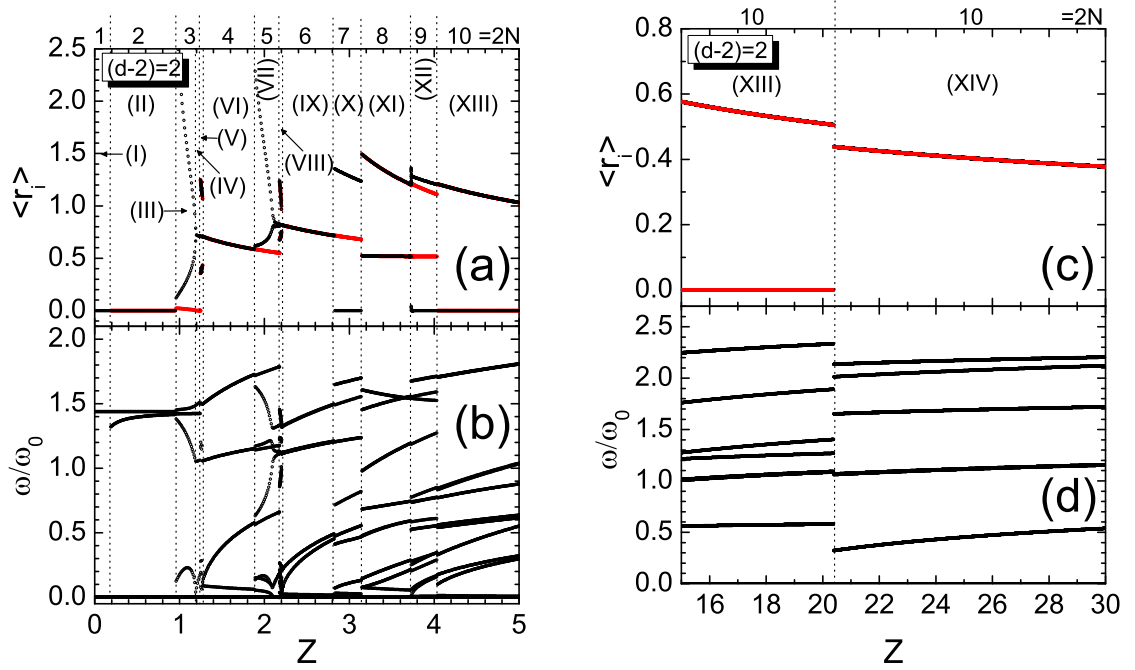 1 2 3 4 5 6 7 8 9 10 =2N
2.5
2.0
1.5
1.0
0.5
0.0
<r_i>
(d-2)=2
(I)
(II)
(III)
(IV)
(V)
(VI)
(VII)
(VIII)
(IX)
(X)
(XI)
(XII)
(XIII)
(a)
2.0
1.5
1.0
0.5
0.0
ω/ω_0
(b)
0 1 2 3 4 5
Z
10 10 =2N
0.8
0.6
0.4
0.2
0.0
<r_i>
(d-2)=2
(XIII)
(XIV)
(c)
2.5
2.0
1.5
1.0
0.5
0.0
ω/ω_0
(d)
16 18 20 22 24 26 28 30
Z